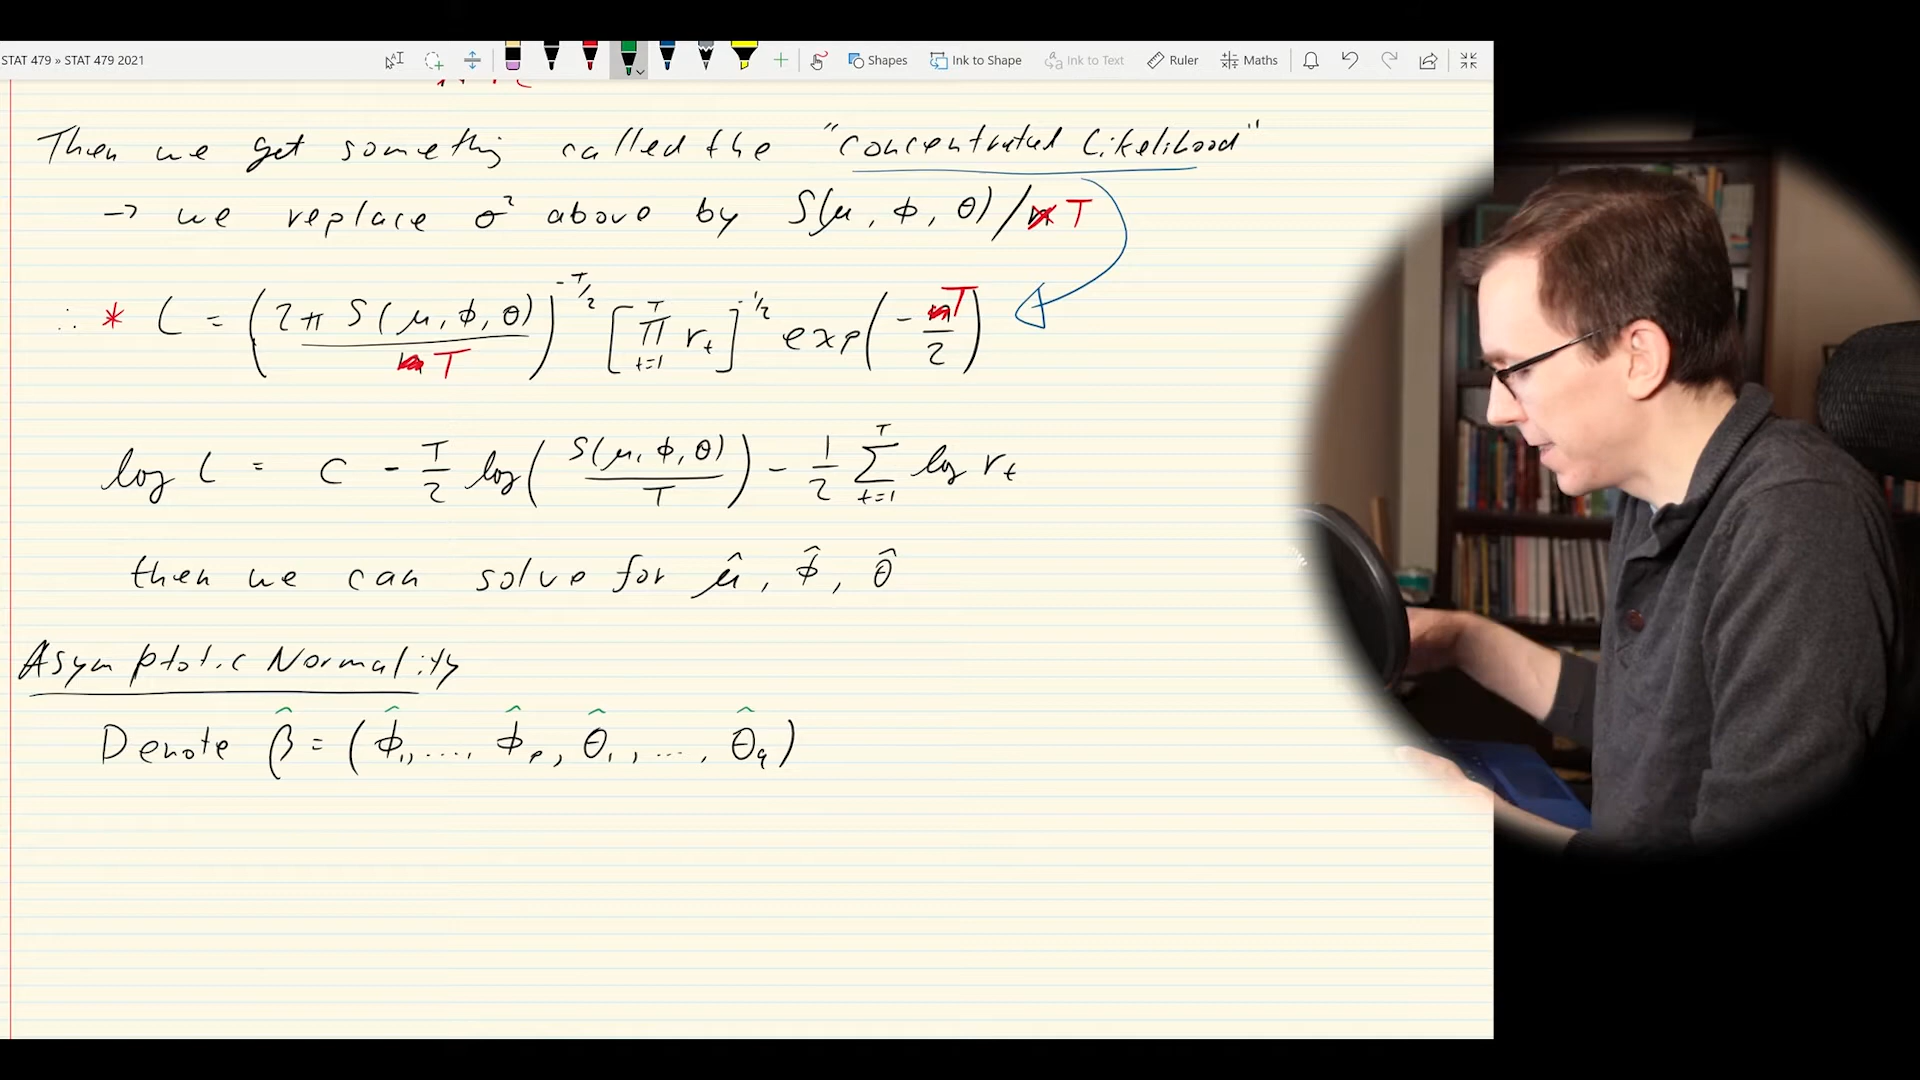 STAT 479 » STAT 479 2021
Shapes Ink to Shape Ink to Text Ruler Maths
Then we get something called the "concentrated Likelihood"
→ we replace σ² above by S(μ, φ, θ)/T
∴ * L = (2π S(μ, φ, θ) / T)^{-T/2} [∏_{t=1}^{T} r_t]^{-1/2} exp(-T/2)
log L = C - T/2 log(S(μ, φ, θ)/T) - 1/2 Σ_{t=1}^{T} log r_t
then we can solve for μ̂, φ̂, θ̂
Asymptotic Normality
Denote β̂ = (φ̂₁, ...., φ̂_p, θ̂₁, ...., θ̂_q)